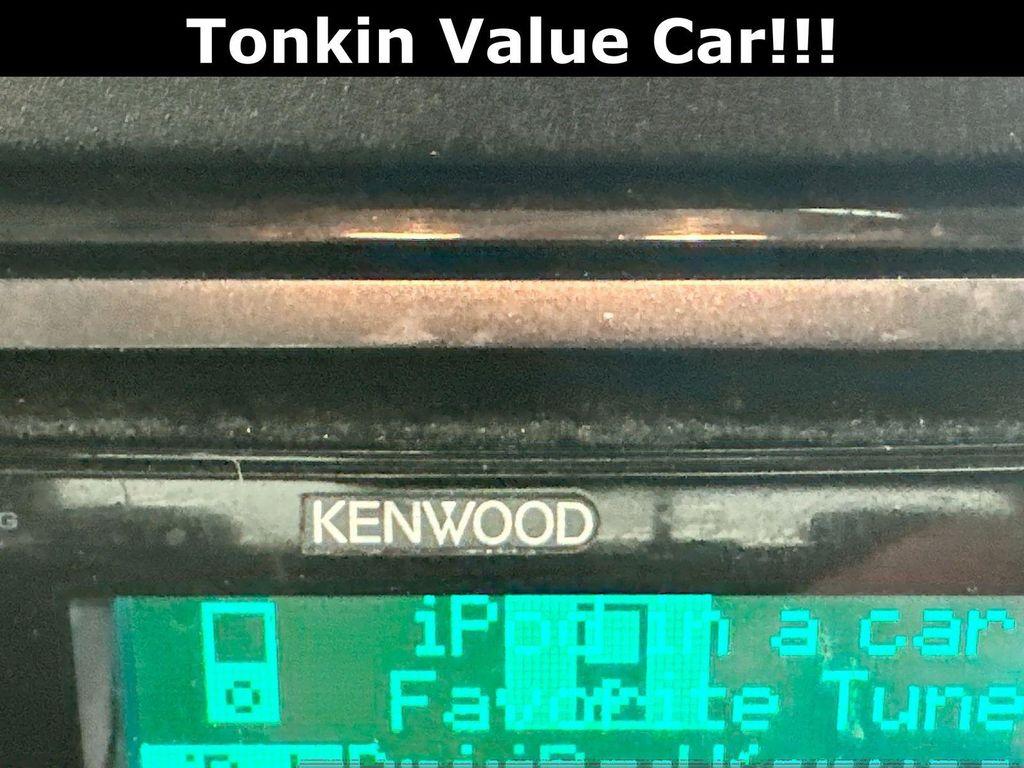 Tonkin Value Car!!!
G
KENWOOD
iPod in a car
Favorite Tune